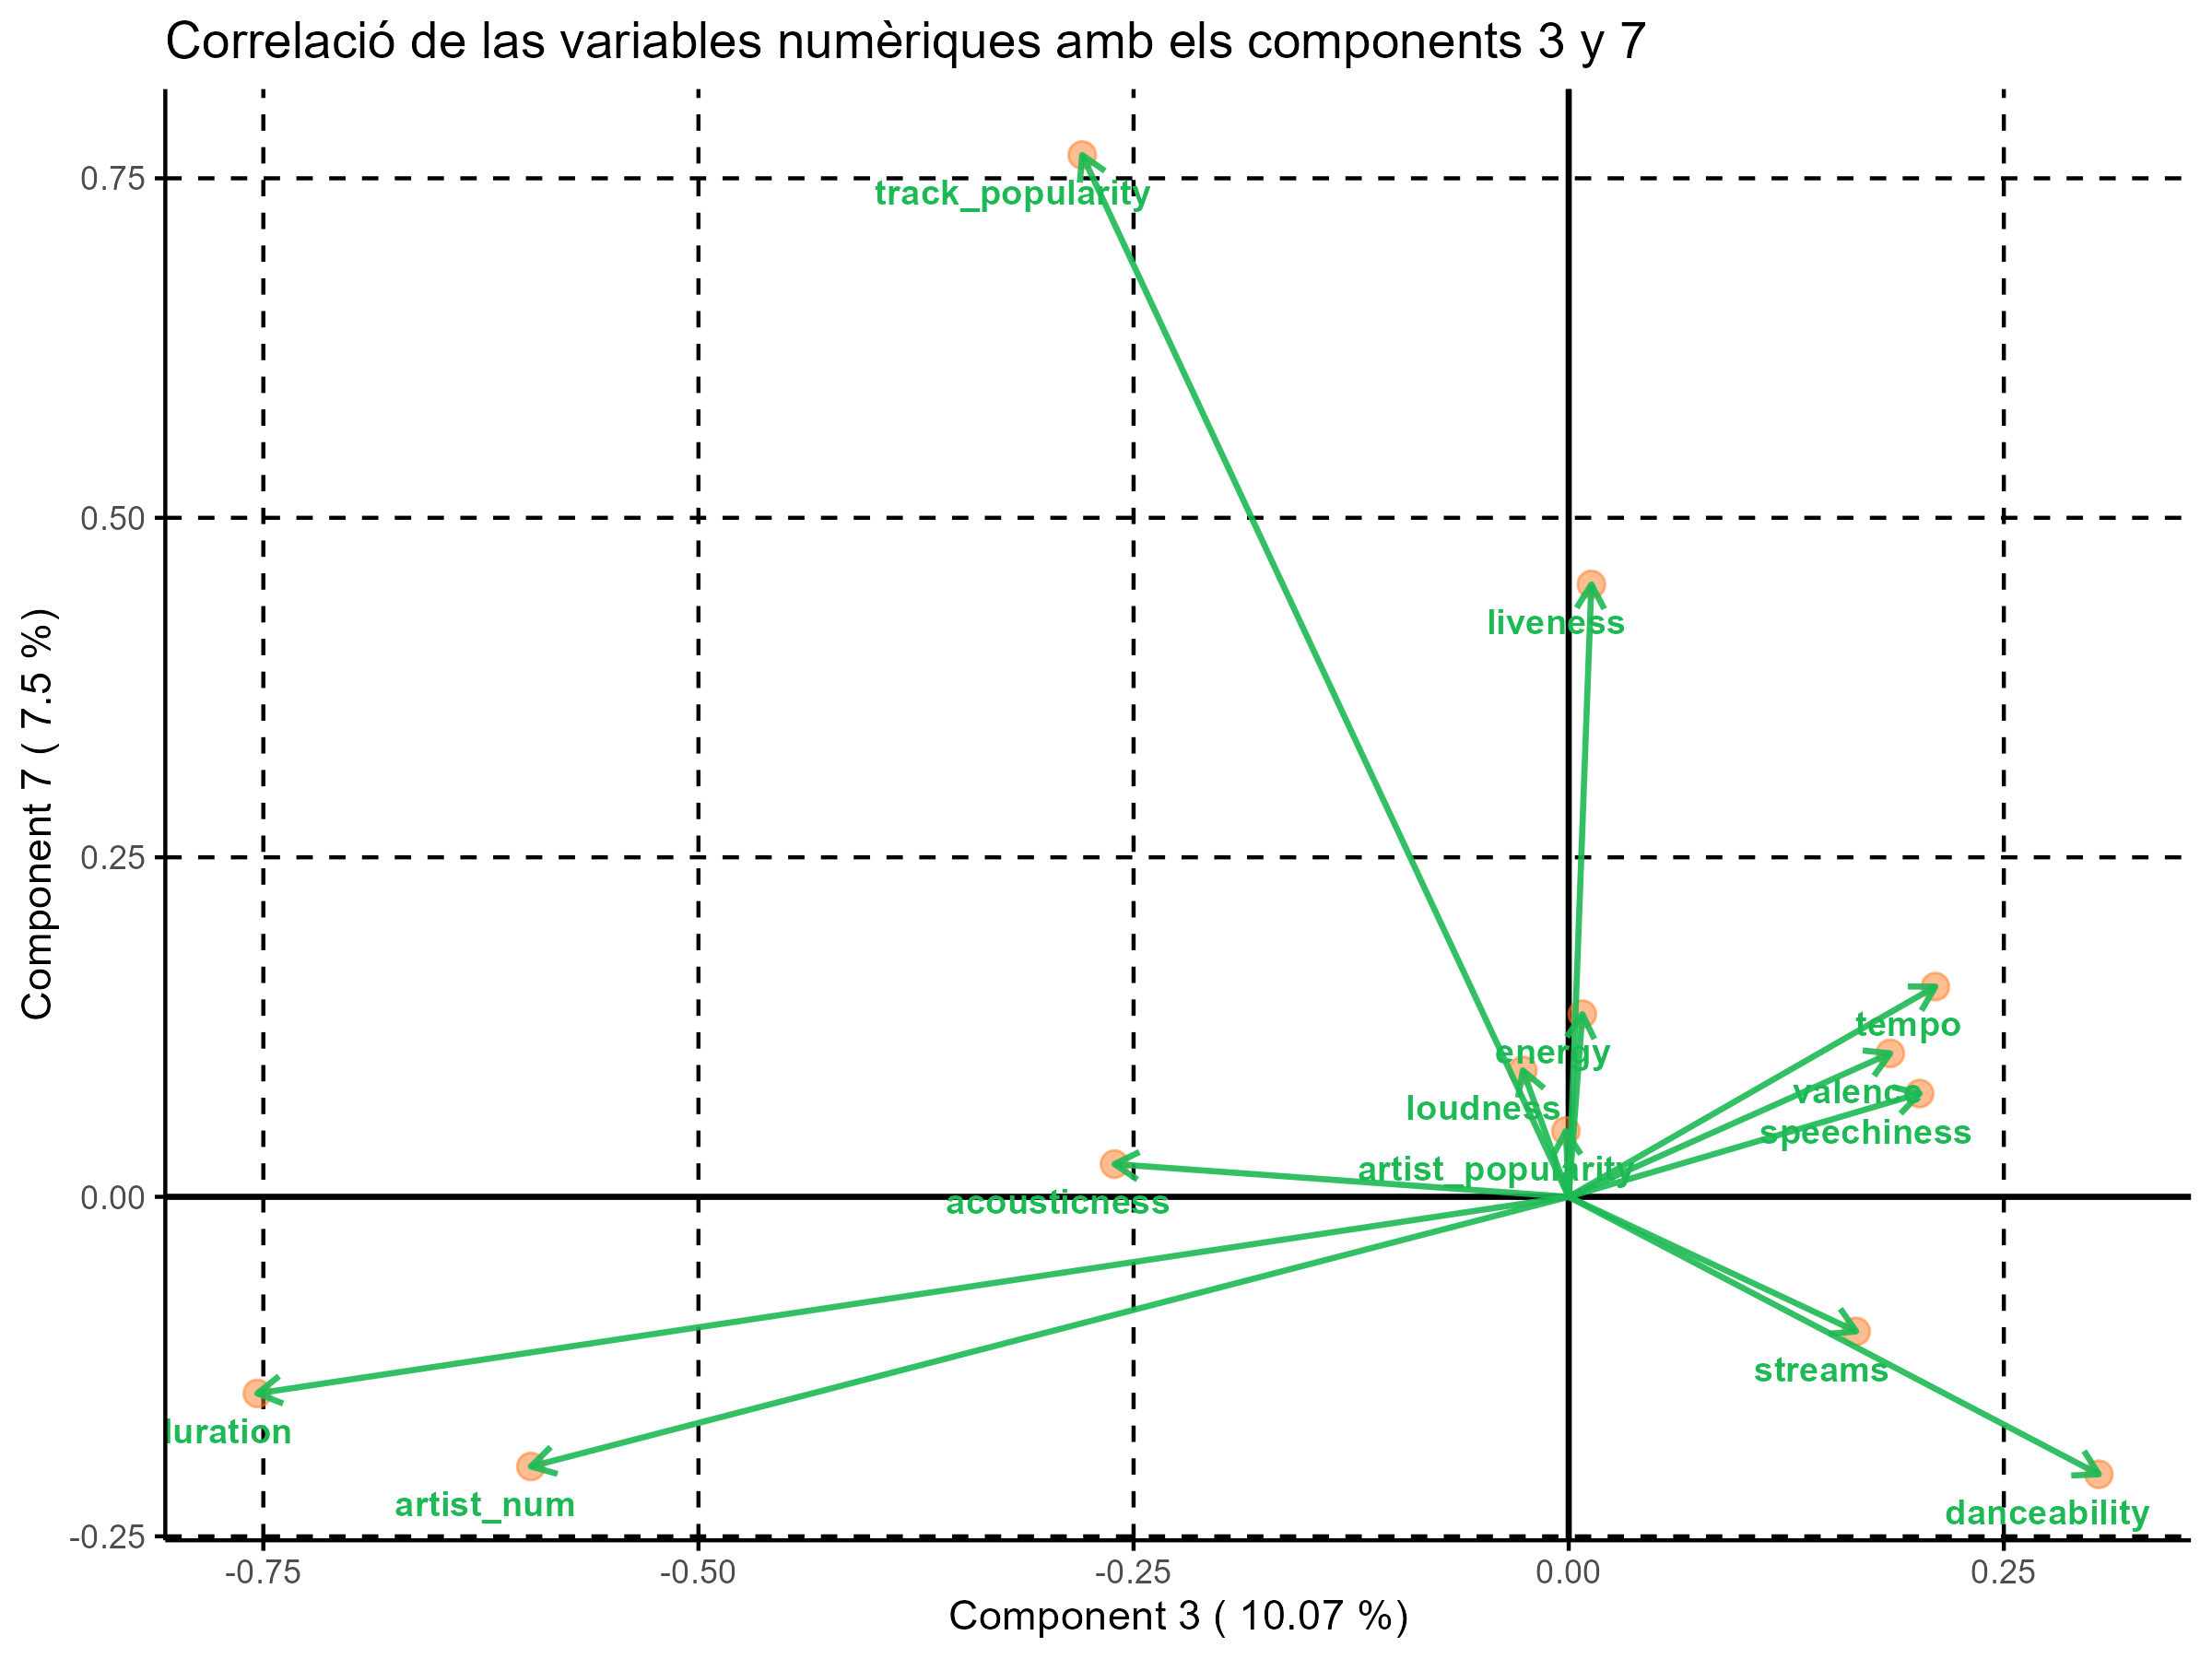 Correlació de las variables numèriques amb els components 3 y 7
0.75
track_popularity
0.50
liveness
Component 7 ( 7.5 %)
0.25
tempo
energy
valence
loudness
speechiness
artist_popularity
0.00
acousticness
streams
luration
artist_num
danceability
-0.25
-0.75 -0.50 -0.25 0.00 0.25
Component 3 ( 10.07 %)